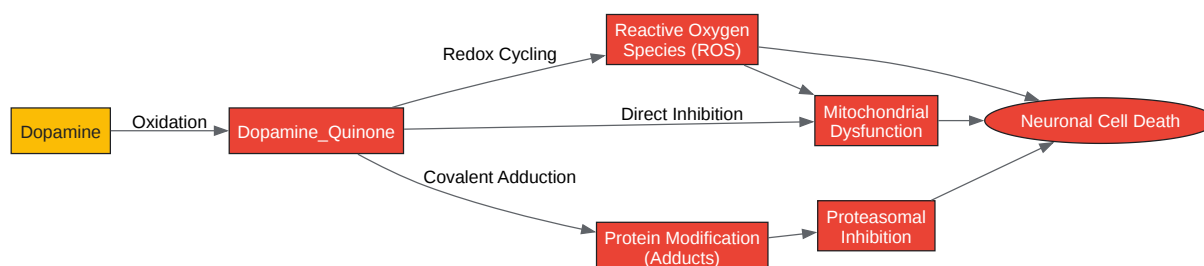 Dopamine
Oxidation
Dopamine_Quinone
Redox Cycling
Reactive Oxygen
Species (ROS)
Direct Inhibition
Mitochondrial
Dysfunction
Neuronal Cell Death
Covalent Adduction
Protein Modification
(Adducts)
Proteasomal
Inhibition